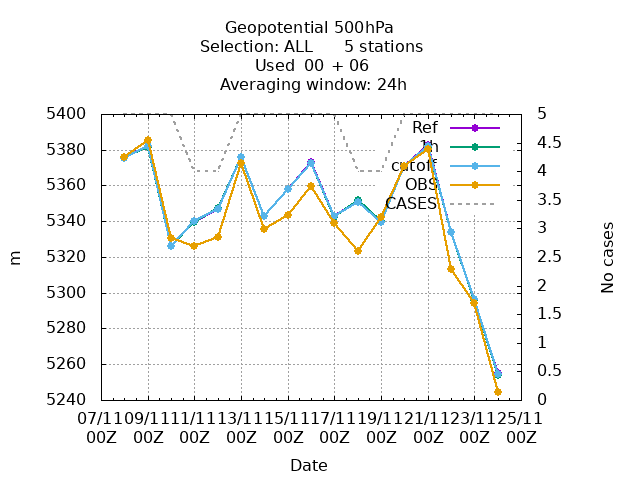 Geopotential 500hPa
Selection: ALL 5 stations
Used 00 + 06
Averaging window: 24h
5400
5380
5360
5340
5320
5300
5280
5260
5240
m
5
4.5
4
3.5
3
2.5
2
1.5
1
0.5
0
No cases
Ref
1h
cutoff
OBS
CASES
07/11 09/11 11/11 13/11 15/11 17/11 19/11 21/11 23/11 25/11
00Z 00Z 00Z 00Z 00Z 00Z 00Z 00Z 00Z 00Z
Date